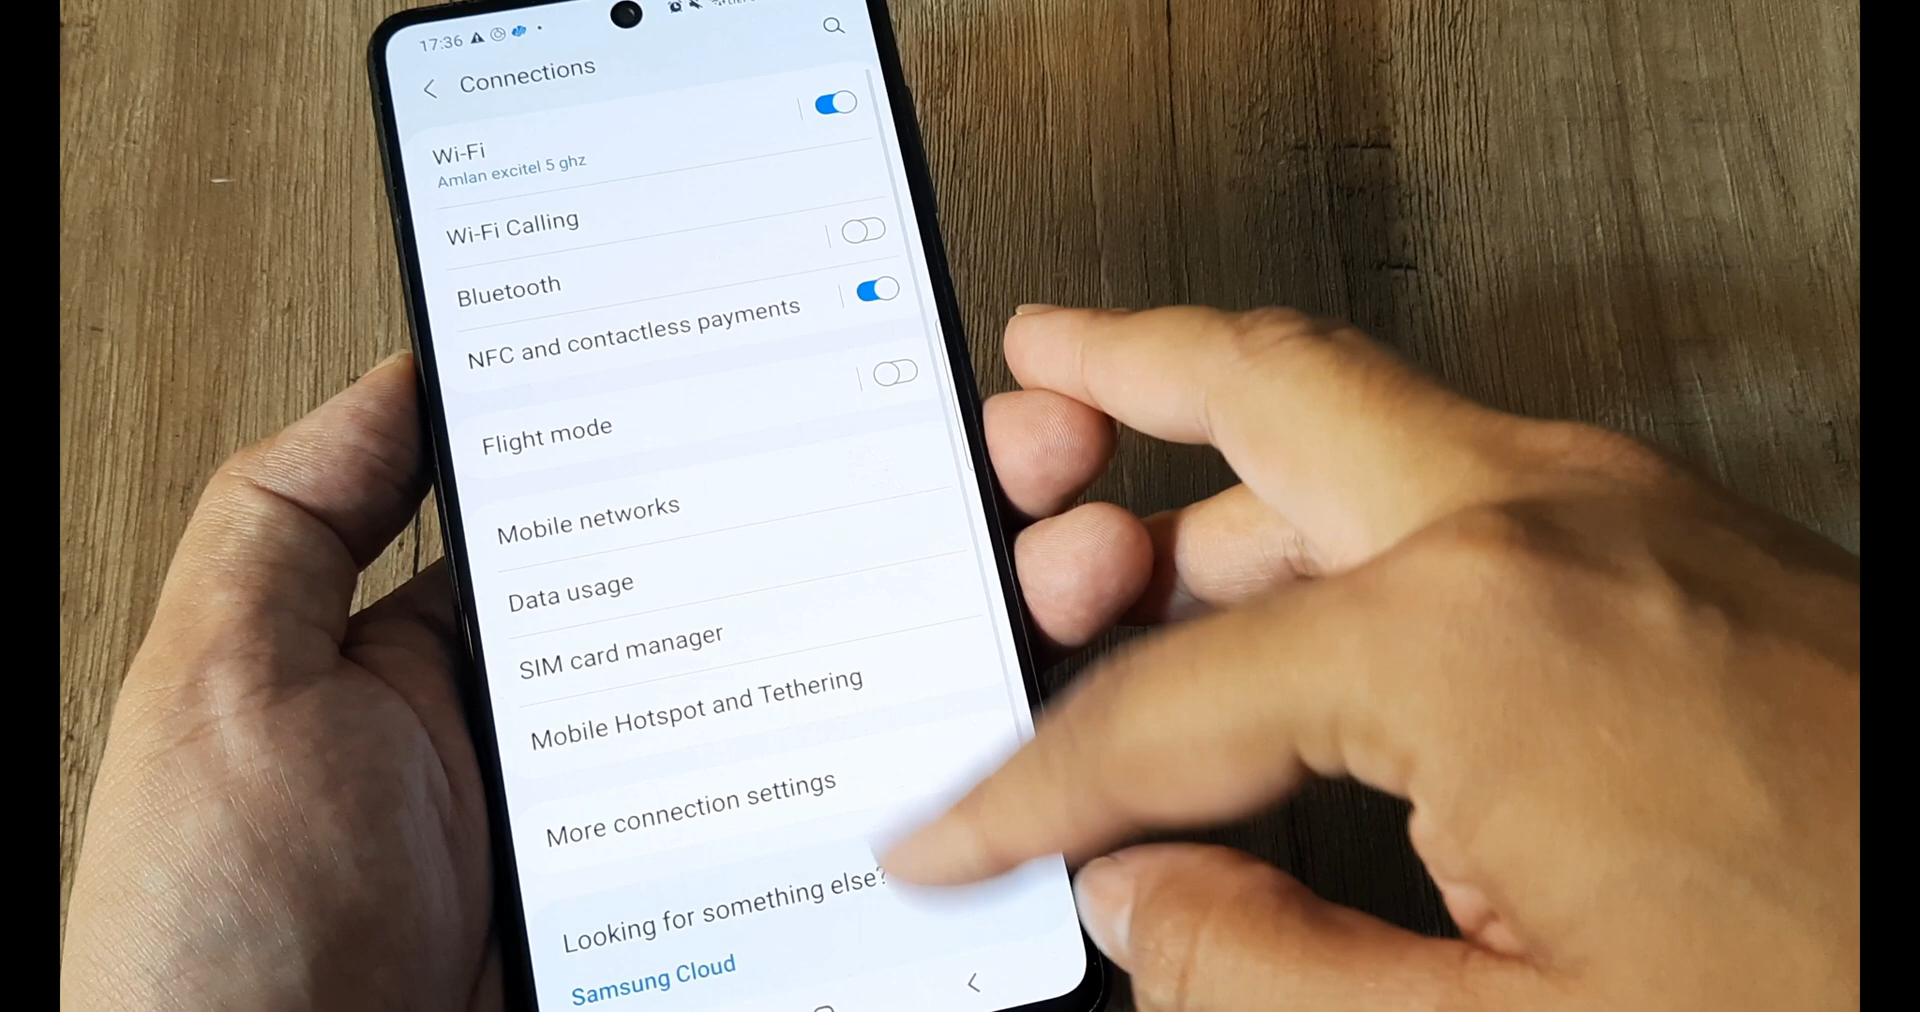 17:36
Connections
Wi-Fi
Amlan excitel 5 ghz
Wi-Fi Calling
Bluetooth
NFC and contactless payments
Flight mode
Mobile networks
Data usage
SIM card manager
Mobile Hotspot and Tethering
More connection settings
Looking for something else?
Samsung Cloud